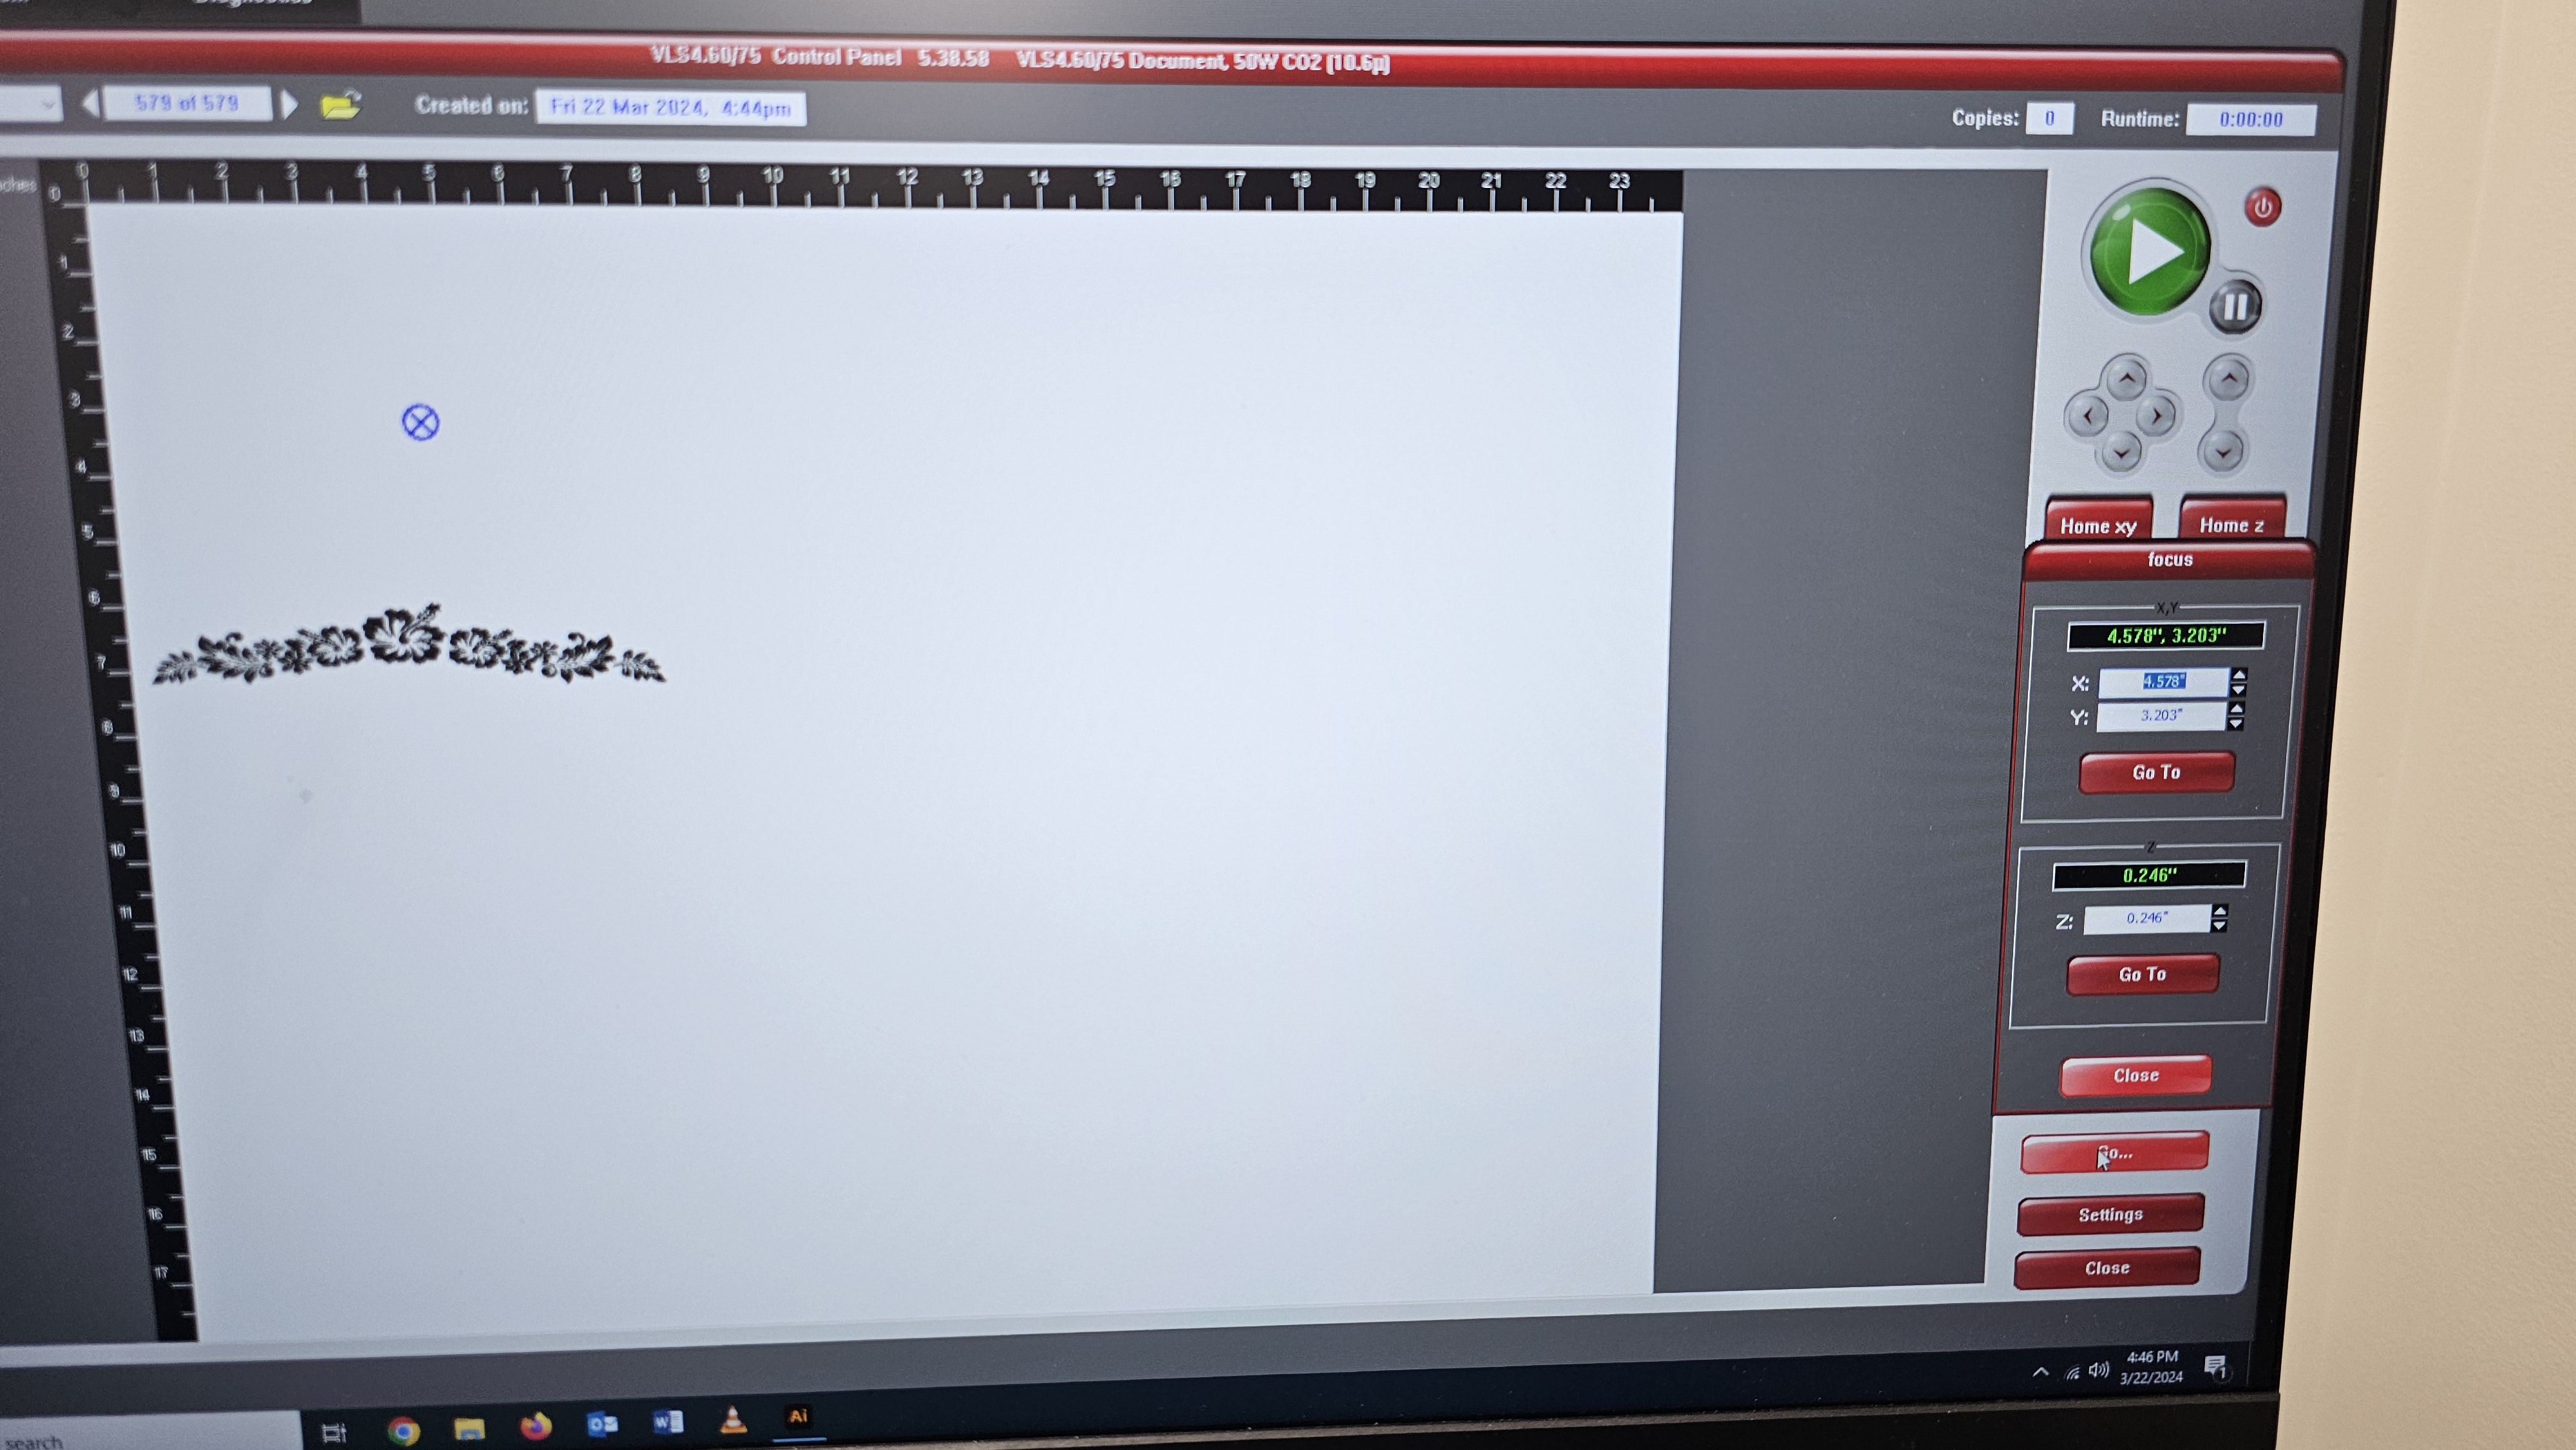 VLS4.60/75 Control Panel 5.38.58 VLS4.60/75 Document, 50W CO2 (10.6µ)
579 of 579 Created on: Fri 22 Mar 2024, 4:44pm Copies: 0 Runtime: 0:00:00
0 1 2 3 4 5 6 7 8 9 10 11 12 13 14 15 16 17 18 19 20 21 22 23
0
1
2
3
4
5
6
7
8
9
10
11
12
13
14
15
16
17
Home xy Home z
focus
X,Y
4.578", 3.203"
X: 4.578"
Y: 3.203"
Go To
Z
0.246"
Z: 0.246"
Go To
Close
Settings
Close
4:46 PM
3/22/2024
1
search
W
Ai